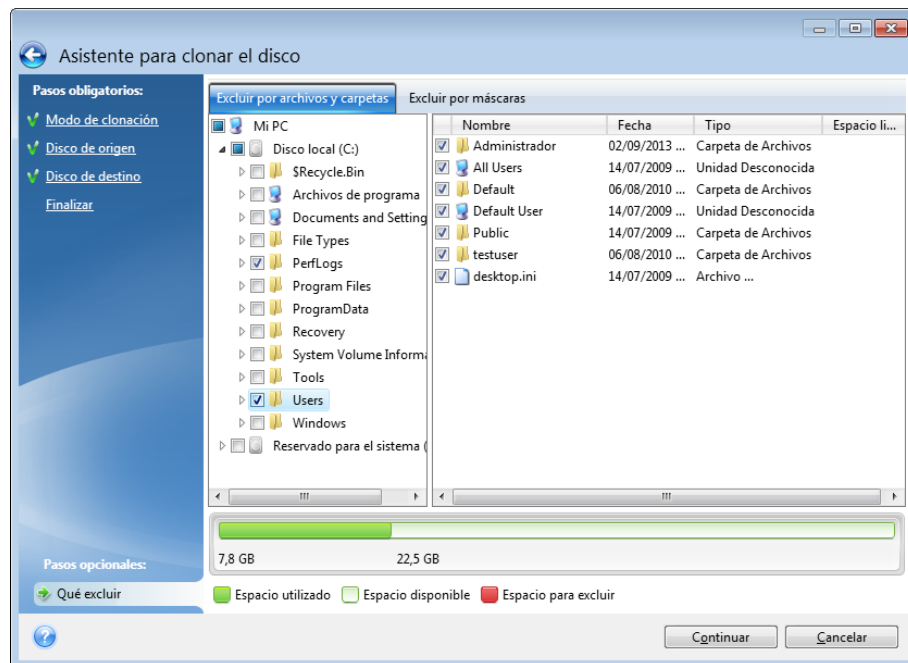 Asistente para clonar el disco
Pasos obligatorios:
Modo de clonación
Disco de origen
Disco de destino
Finalizar
Excluir por archivos y carpetas
Excluir por máscaras
Mi PC
Disco local (C:)
$Recycle.Bin
Archivos de programa
Documents and Setting
File Types
PerfLogs
Program Files
ProgramData
Recovery
System Volume Informa
Tools
Users
Windows
Reservado para el sistema (
Nombre Fecha Tipo Espacio li...
Administrador 02/09/2013 ... Carpeta de Archivos
All Users 14/07/2009 ... Unidad Desconocida
Default 06/08/2010 ... Carpeta de Archivos
Default User 14/07/2009 ... Unidad Desconocida
Public 14/07/2009 ... Carpeta de Archivos
testuser 06/08/2010 ... Carpeta de Archivos
desktop.ini 14/07/2009 ... Archivo ...
7,8 GB 22,5 GB
Pasos opcionales:
Qué excluir
Espacio utilizado Espacio disponible Espacio para excluir
Continuar Cancelar